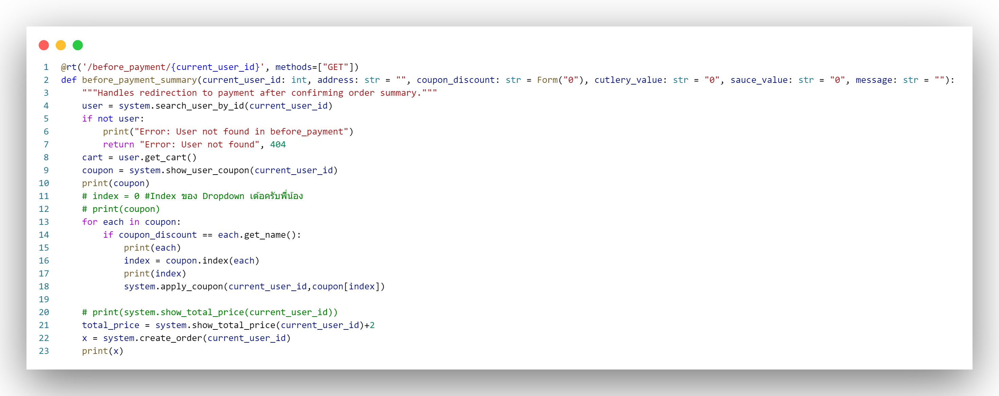 1 @rt('/before_payment/{current_user_id}', methods=["GET"])
2 def before_payment_summary(current_user_id: int, address: str = "", coupon_discount: str = Form("0"), cutlery_value: str = "0", sauce_value: str = "0", message: str = ""):
3     """Handles redirection to payment after confirming order summary."""
4     user = system.search_user_by_id(current_user_id)
5     if not user:
6         print("Error: User not found in before_payment")
7         return "Error: User not found", 404
8     cart = user.get_cart()
9     coupon = system.show_user_coupon(current_user_id)
10     print(coupon)
11     # index = 0 #Index ของ Dropdown เด้อครับพี่น้อง
12     # print(coupon)
13     for each in coupon:
14         if coupon_discount == each.get_name():
15             print(each)
16             index = coupon.index(each)
17             print(index)
18             system.apply_coupon(current_user_id,coupon[index])
19
20     # print(system.show_total_price(current_user_id))
21     total_price = system.show_total_price(current_user_id)+2
22     x = system.create_order(current_user_id)
23     print(x)